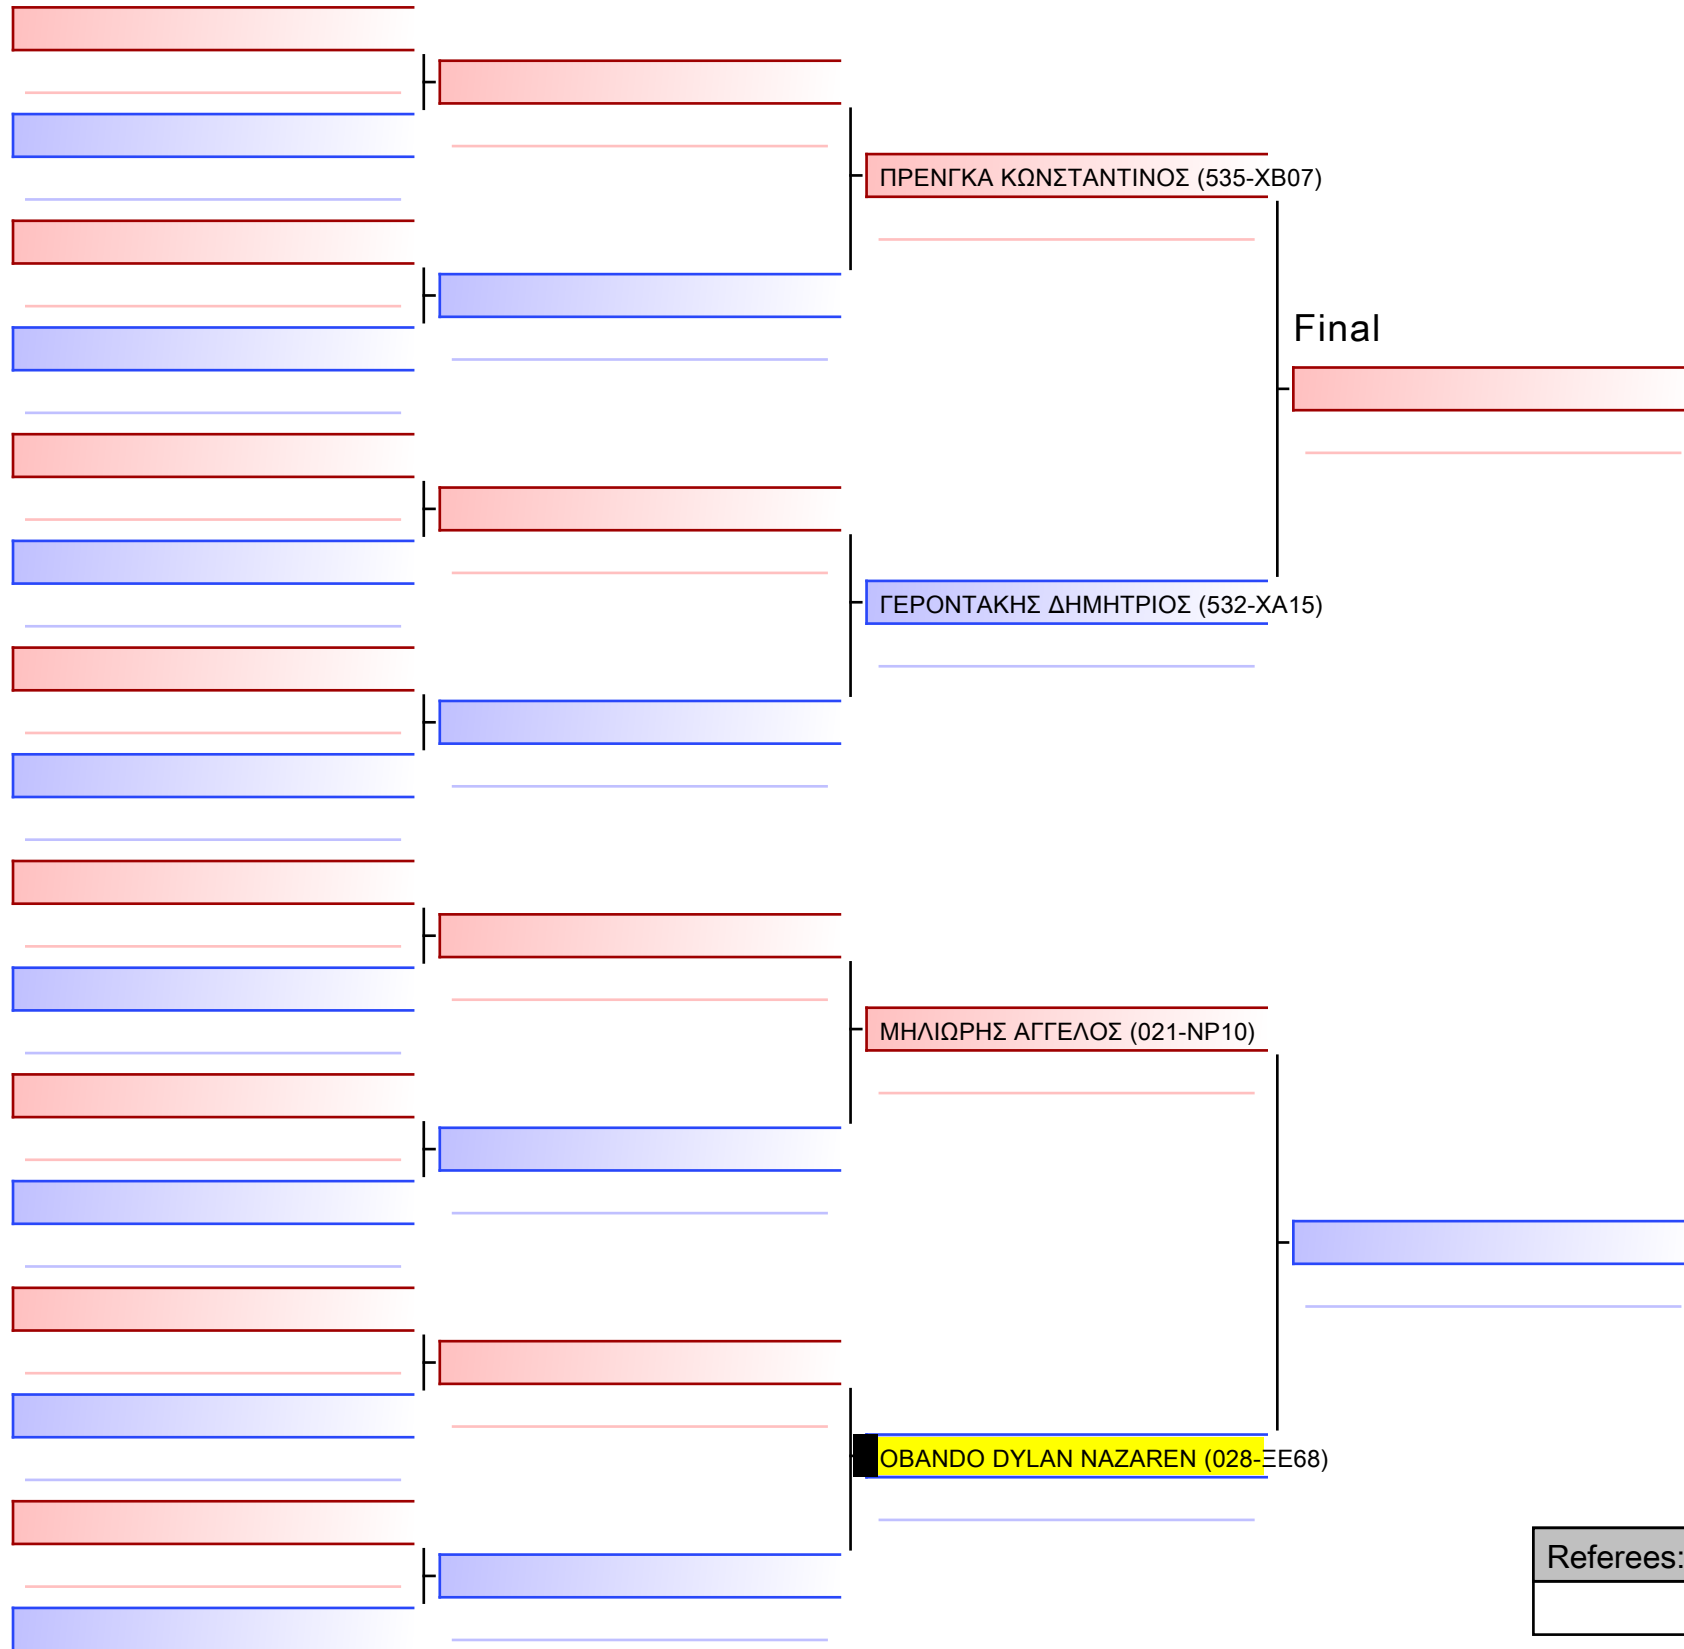 ΠΡΕΝΓΚΑ ΚΩΝΣΤΑΝΤΙΝΟΣ (535-ΧΒ07)
Final
ΓΕΡΟΝΤΑΚΗΣ ΔΗΜΗΤΡΙΟΣ (532-ΧΑ15)
ΜΗΛΙΩΡΗΣ ΑΓΓΕΛΟΣ (021-ΝΡ10)
OBANDO DYLAN NAZAREN (028-ΞΕ68)
Referees: